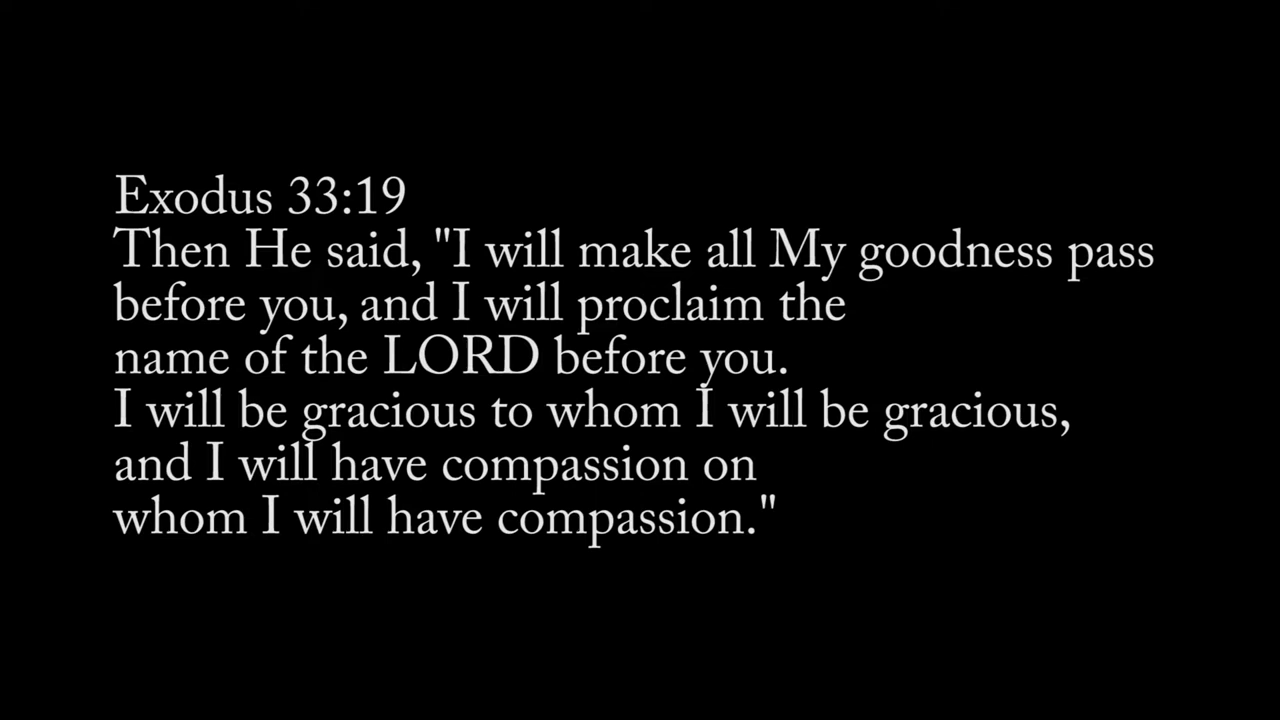 Exodus 33:19
Then He said, "I will make all My goodness pass
before you, and I will proclaim the
name of the LORD before you.
I will be gracious to whom I will be gracious,
and I will have compassion on
whom I will have compassion."